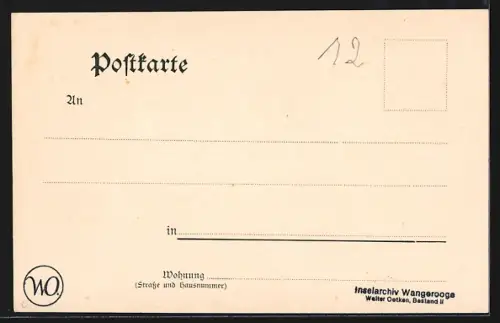 12
Postkarte
An
in
Wohnung
(Straße und Hausnummer)
WO
Inselarchiv Wangerooge
Walter Oetken, Bestand II